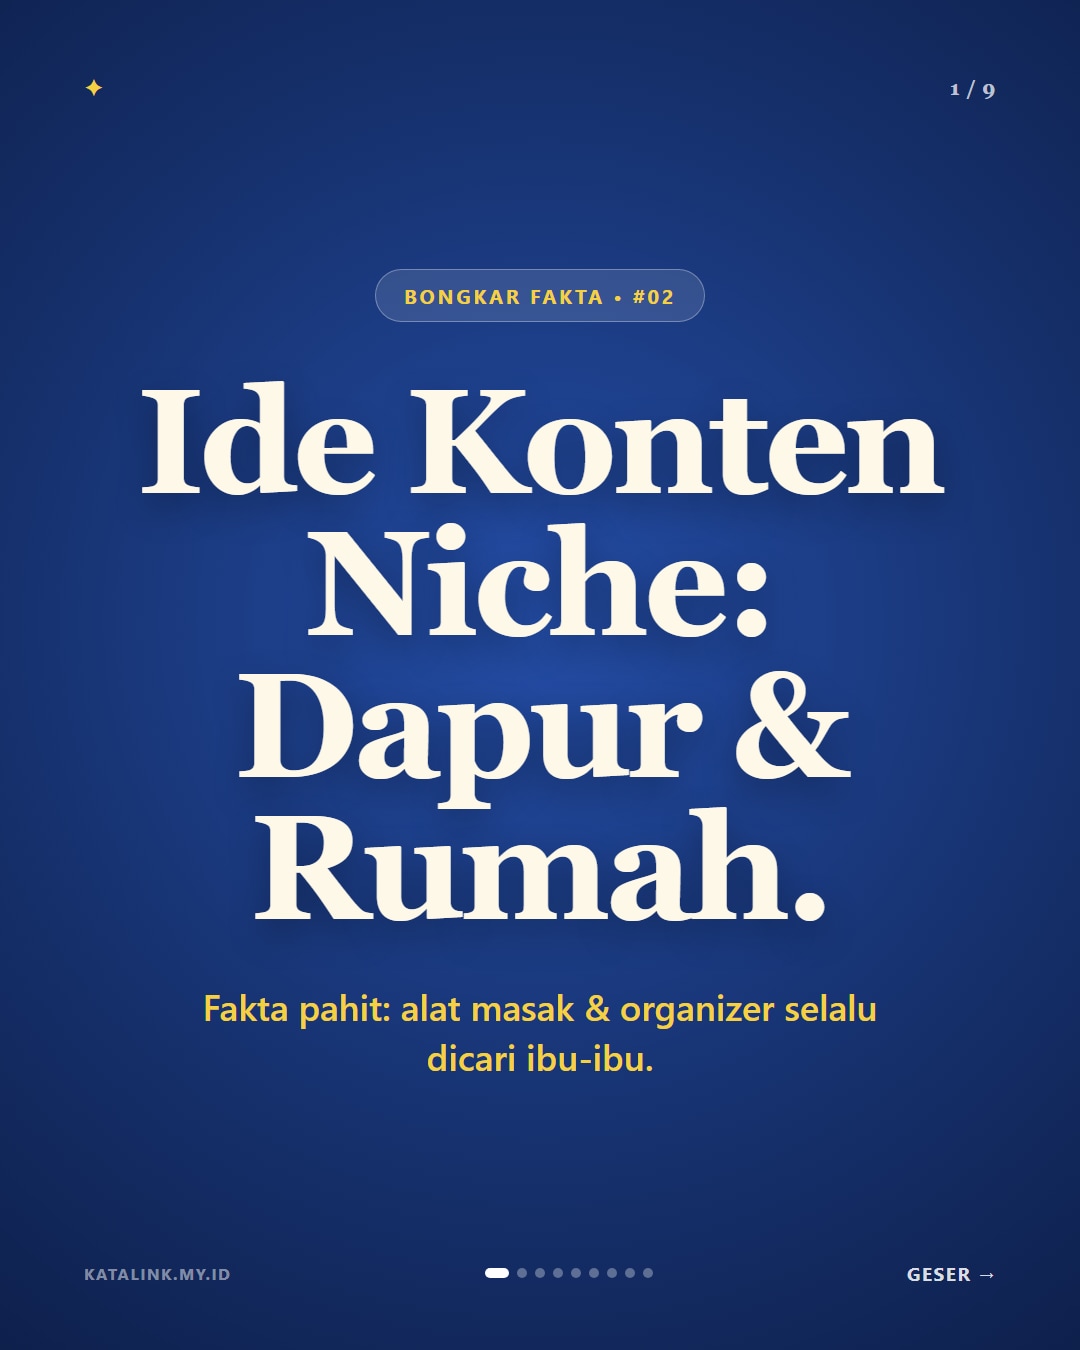 1 / 9
BONGKAR FAKTA • #02
Ide Konten
Niche:
Dapur &
Rumah.
Fakta pahit: alat masak & organizer selalu
dicari ibu-ibu.
KATALINK.MY.ID
GESER →